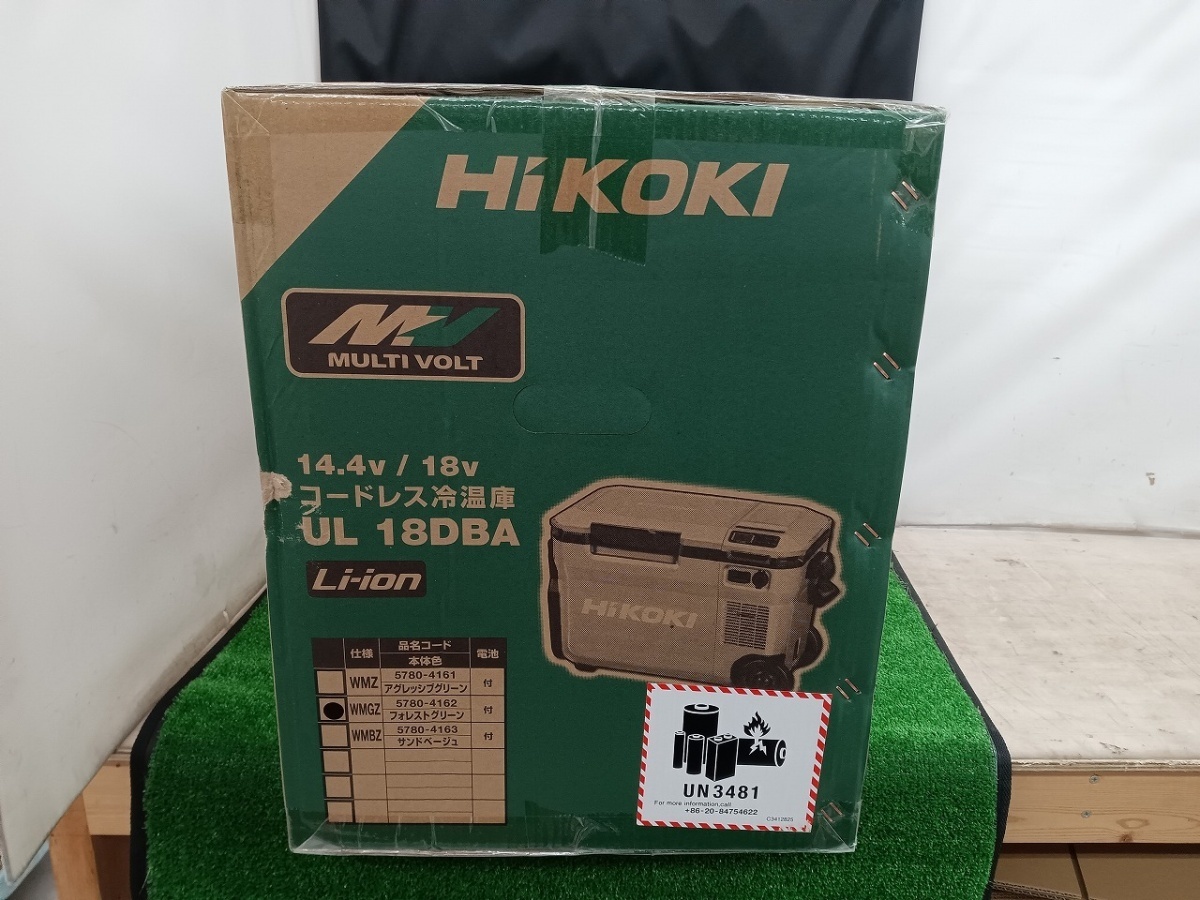 HiKOKI
MV
MULTI VOLT
14.4v / 18v
コードレス冷温庫
UL 18DBA
Li-ion
仕様 品名コード 電池
本体色
WMZ 5780-4161 付
アグレッシブグリーン
WMGZ 5780-4162 付
フォレストグリーン
WMBZ 5780-4163 付
サンドベージュ
HiKOKI
UN3481
For more information,call
+86-20-84754622
C3412825